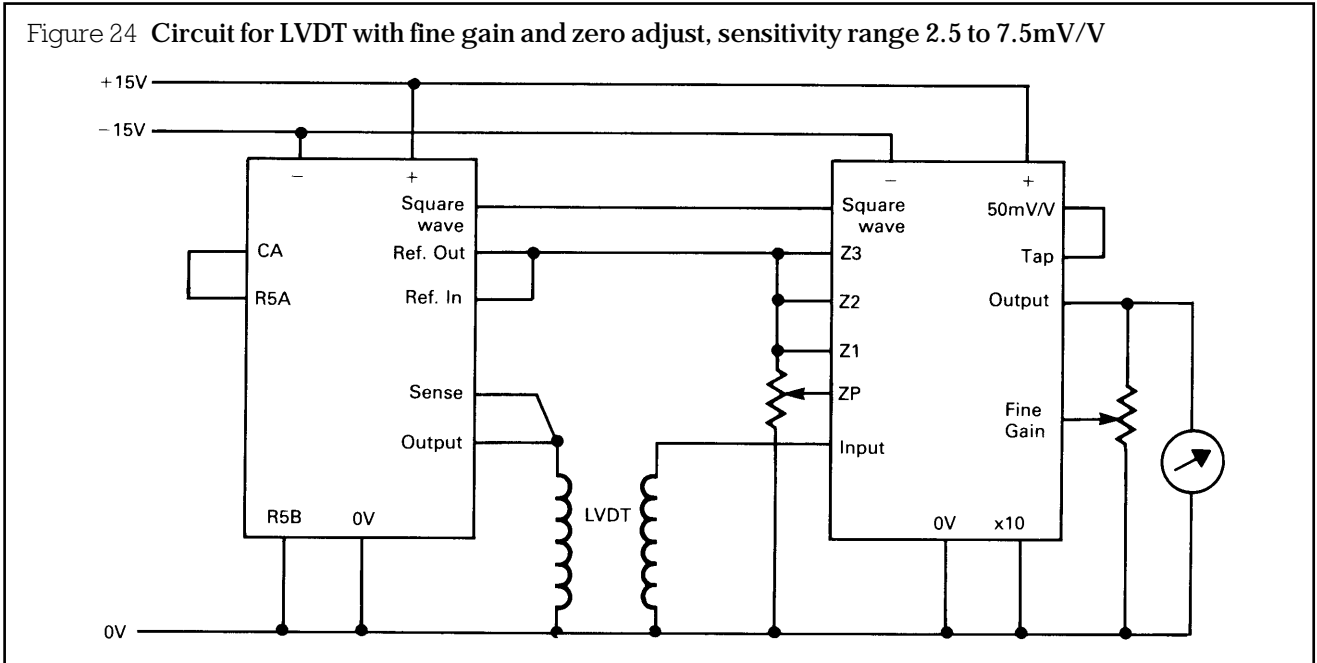 Figure 24 Circuit for LVDT with fine gain and zero adjust, sensitivity range 2.5 to 7.5mV/V
+15V
−15V
− +
Square
wave
CA
Ref. Out
R5A
Ref. In
Sense
Output
R5B 0V
LVDT
− +
Square
wave
50mV/V
Z3
Tap
Z2
Output
Z1
ZP
Fine
Gain
Input
0V x10
0V